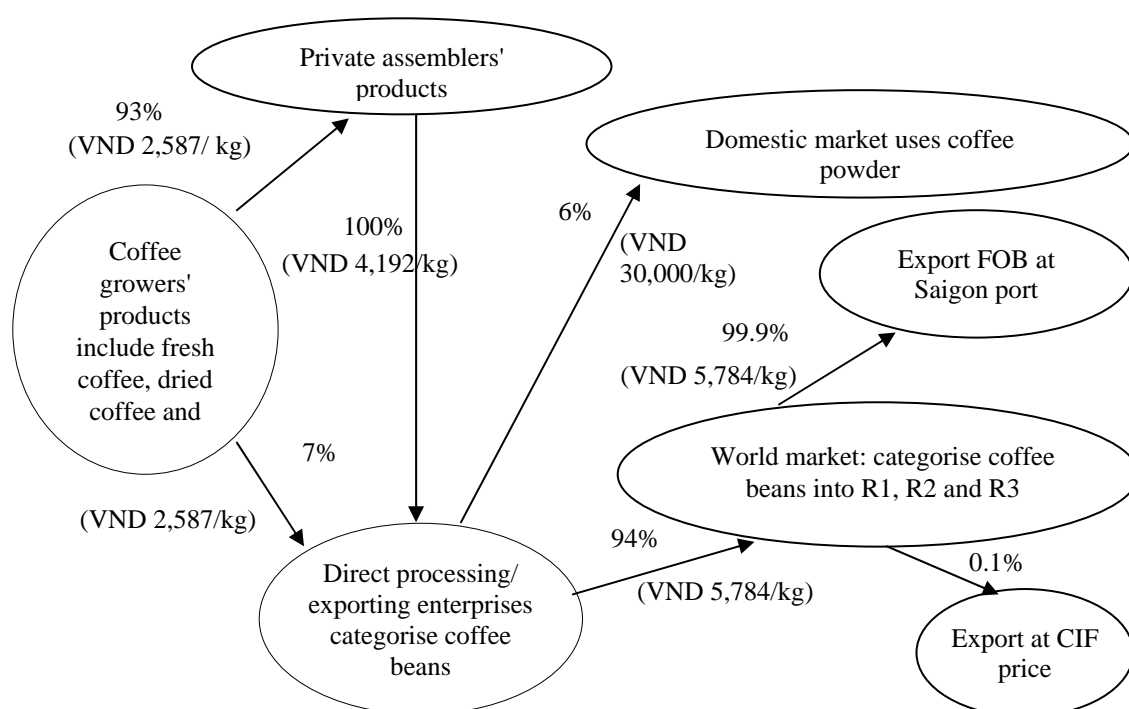 Private assemblers'
products
93%
(VND 2,587/ kg)
Domestic market uses coffee
powder
6%
(VND
30,000/kg)
100%
(VND 4,192/kg)
Coffee
growers'
products
include fresh
coffee, dried
coffee and
Export FOB at
Saigon port
99.9%
(VND 5,784/kg)
7%
(VND 2,587/kg)
World market: categorise coffee
beans into R1, R2 and R3
94%
(VND 5,784/kg)
0.1%
Direct processing/
exporting enterprises
categorise coffee
beans
Export at CIF
price